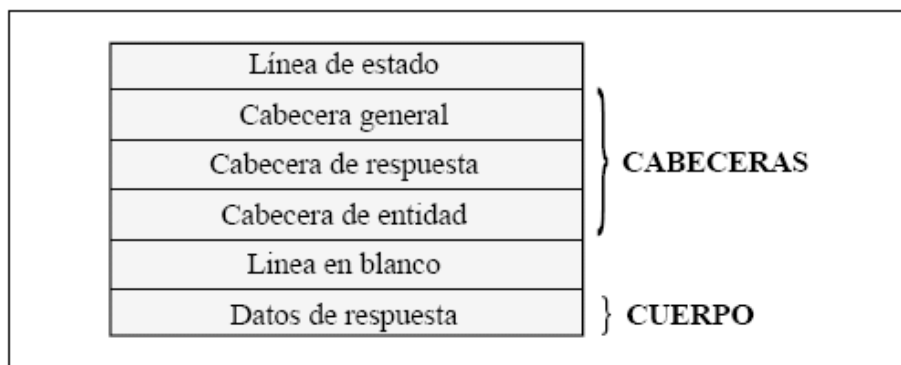 Línea de estado
Cabecera general
Cabecera de respuesta
Cabecera de entidad
CABECERAS
Linea en blanco
Datos de respuesta
CUERPO